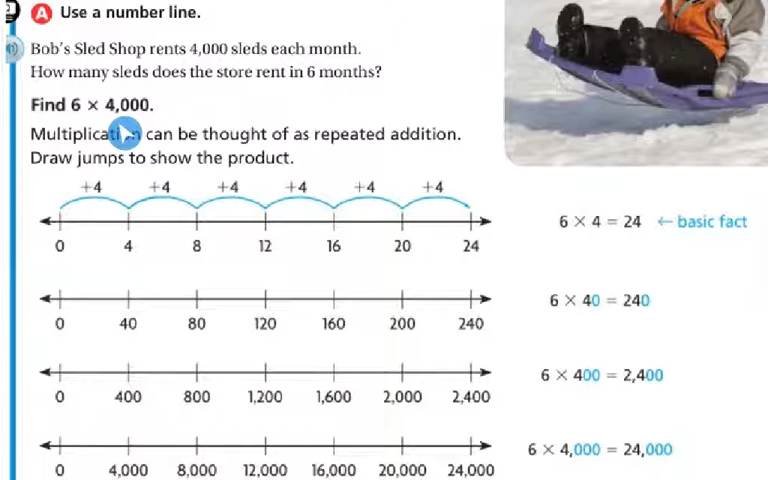 A Use a number line.
Bob's Sled Shop rents 4,000 sleds each month.
How many sleds does the store rent in 6 months?
Find 6 × 4,000.
Multiplication can be thought of as repeated addition.
Draw jumps to show the product.
+4 +4 +4 +4 +4 +4
0 4 8 12 16 20 24
6 × 4 = 24 ← basic fact
0 40 80 120 160 200 240
6 × 40 = 240
0 400 800 1,200 1,600 2,000 2,400
6 × 400 = 2,400
0 4,000 8,000 12,000 16,000 20,000 24,000
6 × 4,000 = 24,000